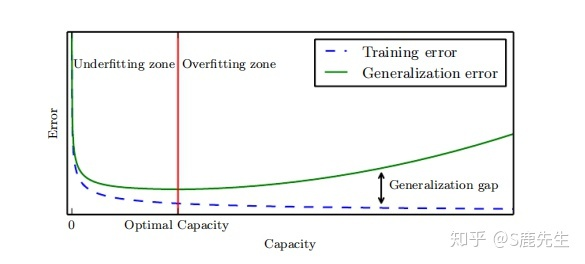 Training error
Generalization error
Underfitting zone
Overfitting zone
Error
Generalization gap
0
Optimal Capacity
Capacity
知乎 @S鹿先生